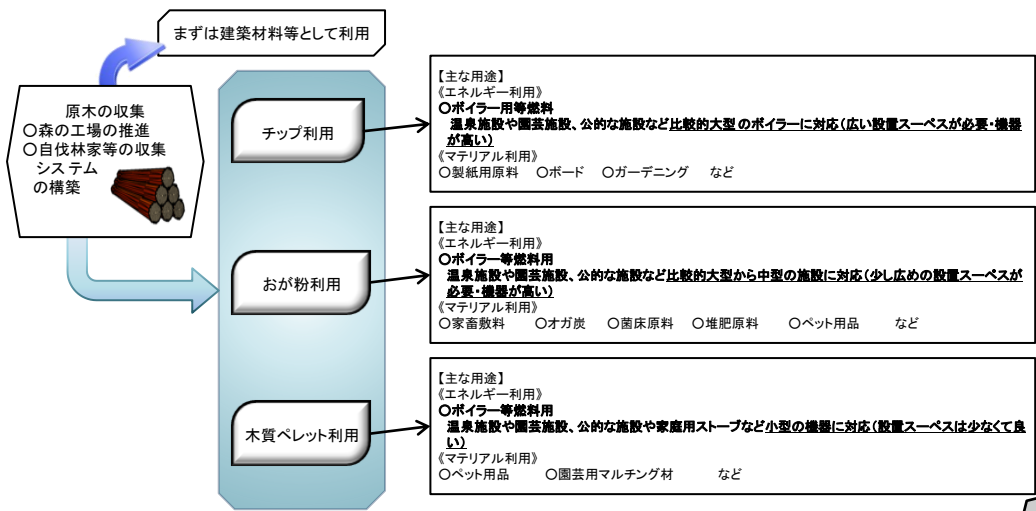 まずは建築材料等として利用
原木の収集
○森の工場の推進
○自伐林家等の収集
システム
の構築
チップ利用
【主な用途】
《エネルギー利用》
○ボイラー用等燃料
温泉施設や園芸施設、公的な施設など比較的大型のボイラーに対応(広い設置スーペスが必要・機器
が高い)
《マテリアル利用》
○製紙用原料 ○ボード ○ガーデニング など
おが粉利用
【主な用途】
《エネルギー利用》
○ボイラー等燃料用
温泉施設や園芸施設、公的な施設など比較的大型から中型の施設に対応(少し広めの設置スーペスが
必要・機器が高い)
《マテリアル利用》
○家畜敷料 ○オガ炭 ○菌床原料 ○堆肥原料 ○ペット用品 など
木質ペレット利用
【主な用途】
《エネルギー利用》
○ボイラー等燃料用
温泉施設や園芸施設、公的な施設や家庭用ストーブなど小型の機器に対応(設置スーペスは少なくて良
い)
《マテリアル利用》
○ペット用品 ○園芸用マルチング材 など